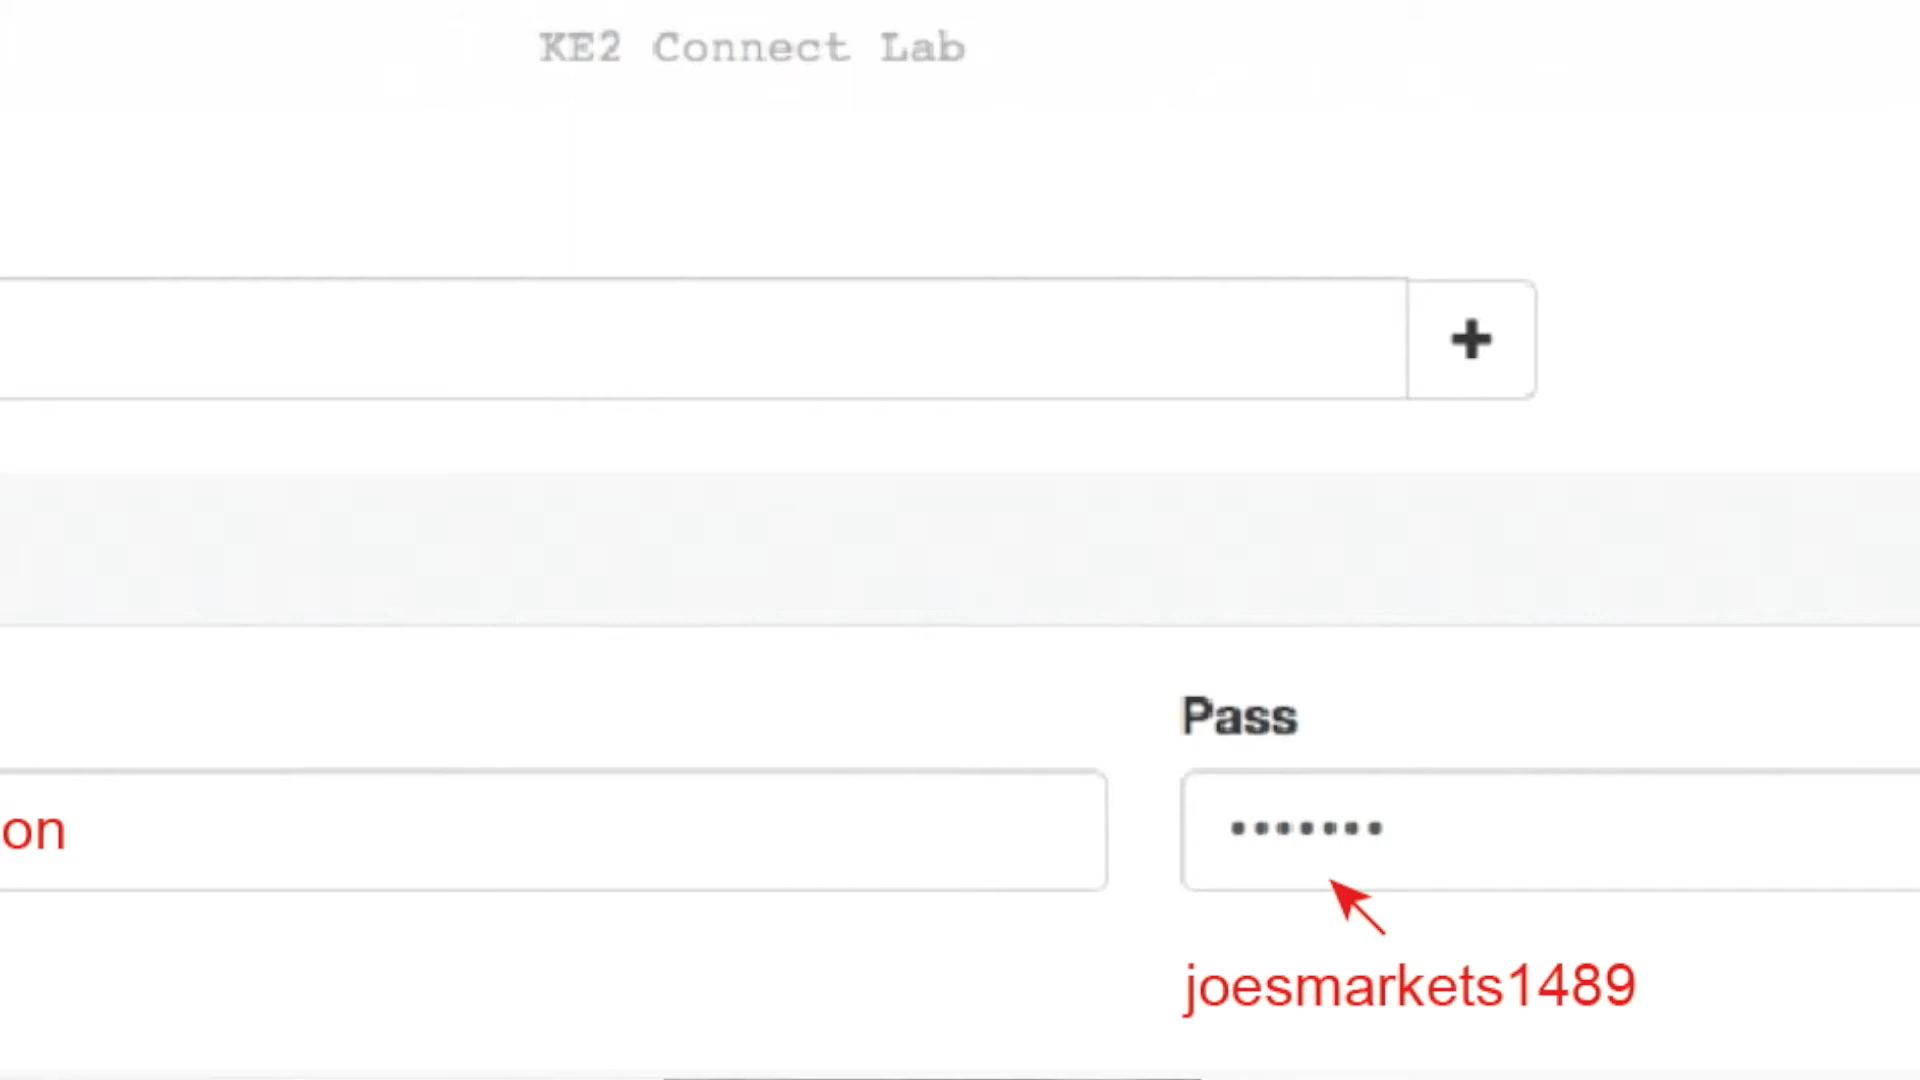 KE2 Connect Lab
+
Pass
on
•••••••
joesmarkets1489